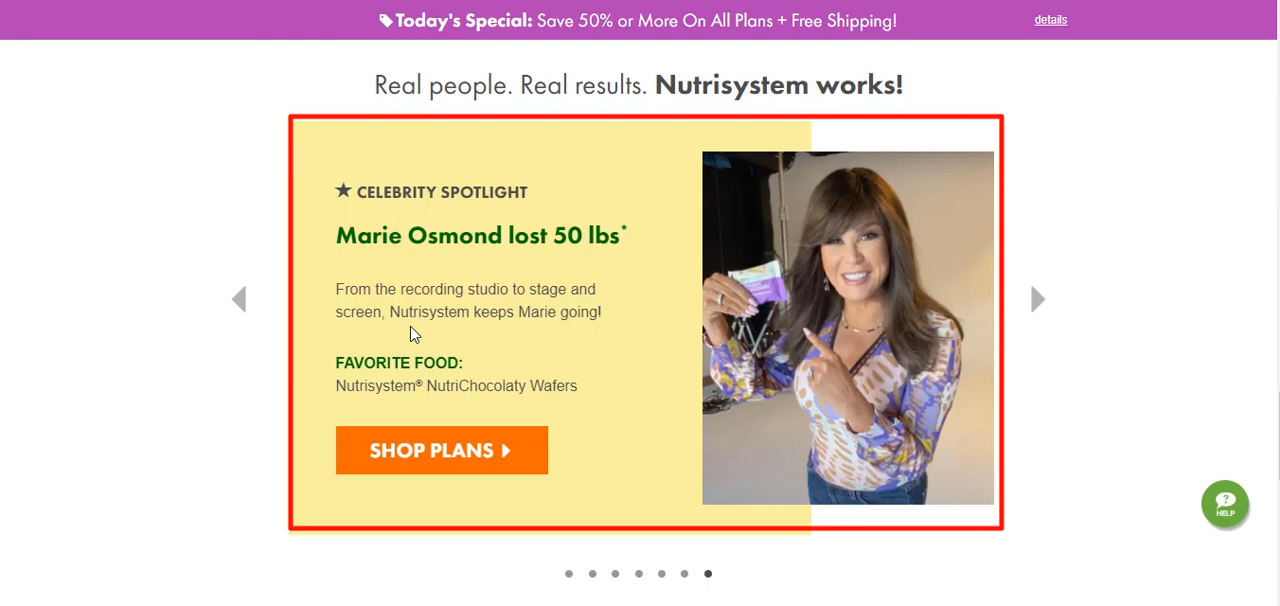 Today's Special: Save 50% or More On All Plans + Free Shipping!
details
Real people. Real results. Nutrisystem works!
★ CELEBRITY SPOTLIGHT
Marie Osmond lost 50 lbs*
From the recording studio to stage and
screen, Nutrisystem keeps Marie going!
FAVORITE FOOD:
Nutrisystem® NutriChocolaty Wafers
SHOP PLANS
?
HELP